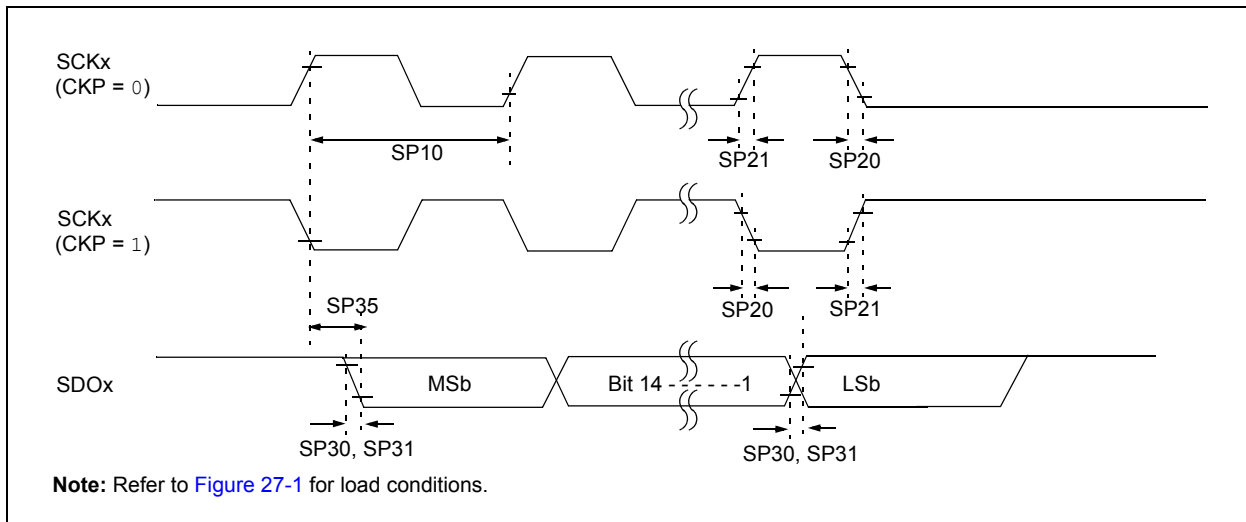 SCKx
(CKP = 0)
SP10
SP21
SP20
SCKx
(CKP = 1)
SP35
SP20
SP21
SDOx
MSb
Bit 14 - - - - - -1
LSb
SP30, SP31
SP30, SP31
Note: Refer to Figure 27-1 for load conditions.